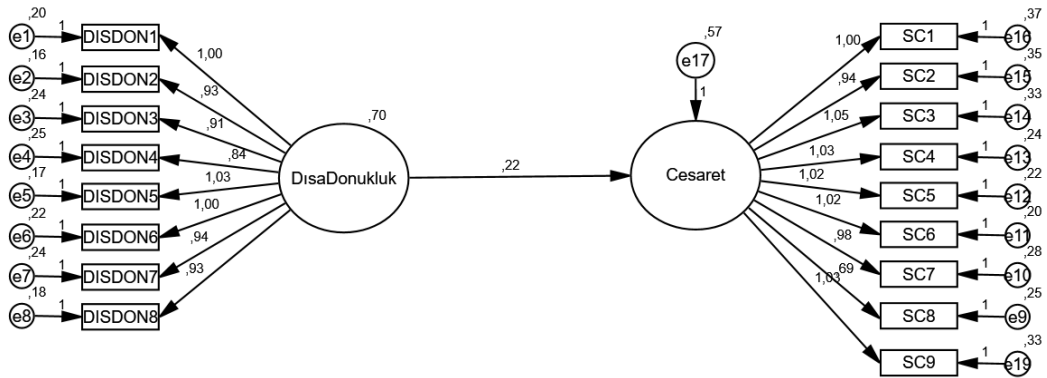 ,20
e1 1 DISDON1
,16
e2 1 DISDON2
,24
e3 1 DISDON3
,25
e4 1 DISDON4
,17
e5 1 DISDON5
,22
e6 1 DISDON6
,24
e7 1 DISDON7
,18
e8 1 DISDON8
1,00
,93
,91
,84
1,03
1,00
,94
,93
,70
DısaDonukluk
,22
,57
e17
1
Cesaret
1,00
,94
1,05
1,03
1,02
1,02
,98
,69
1,03
,37
SC1 1 e16
,35
SC2 1 e15
,33
SC3 1 e14
,24
SC4 1 e13
,22
SC5 1 e12
,20
SC6 1 e11
,28
SC7 1 e10
,25
SC8 1 e9
,33
SC9 1 e19